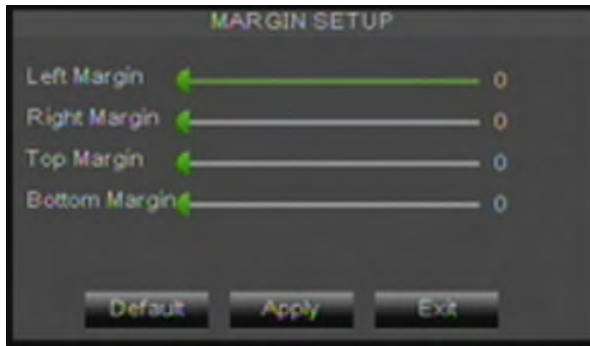 MARGIN SETUP
Left Margin 0
Right Margin 0
Top Margin 0
Bottom Margin 0
Default Apply Exit